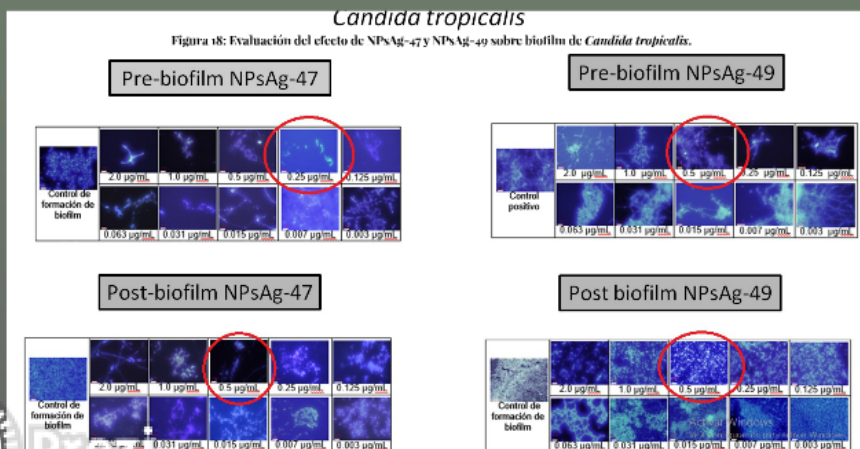 Candida tropicalis
Figura 18: Evaluación del efecto de NPsAg-47 y NPsAg-49 sobre biofilm de Candida tropicalis.
Pre-biofilm NPsAg-47
2.0 µg/mL 1.0 µg/mL 0.5 µg/mL 0.25 µg/mL 0.125 µg/mL
Control de
formación de
biofilm
0.063 µg/mL 0.031 µg/mL 0.015 µg/mL 0.007 µg/mL 0.003 µg/mL
Pre-biofilm NPsAg-49
2.0 µg/mL 1.0 µg/mL 0.5 µg/mL 0.25 µg/mL 0.125 µg/mL
Control
positivo
0.063 µg/mL 0.031 µg/mL 0.015 µg/mL 0.007 µg/mL 0.003 µg/mL
Post-biofilm NPsAg-47
2.0 µg/mL 1.0 µg/mL 0.5 µg/mL 0.25 µg/mL 0.125 µg/mL
Control de
formación de
biofilm
0.031 µg/mL 0.015 µg/mL 0.007 µg/mL 0.003 µg/mL
Post biofilm NPsAg-49
2.0 µg/mL 1.0 µg/mL 0.5 µg/mL 0.25 µg/mL 0.125 µg/mL
Control de
formación de
biofilm
Activar Windows
0.063 µg/mL 0.031 µg/mL 0.015 µg/mL 0.007 µg/mL 0.003 µg/mL